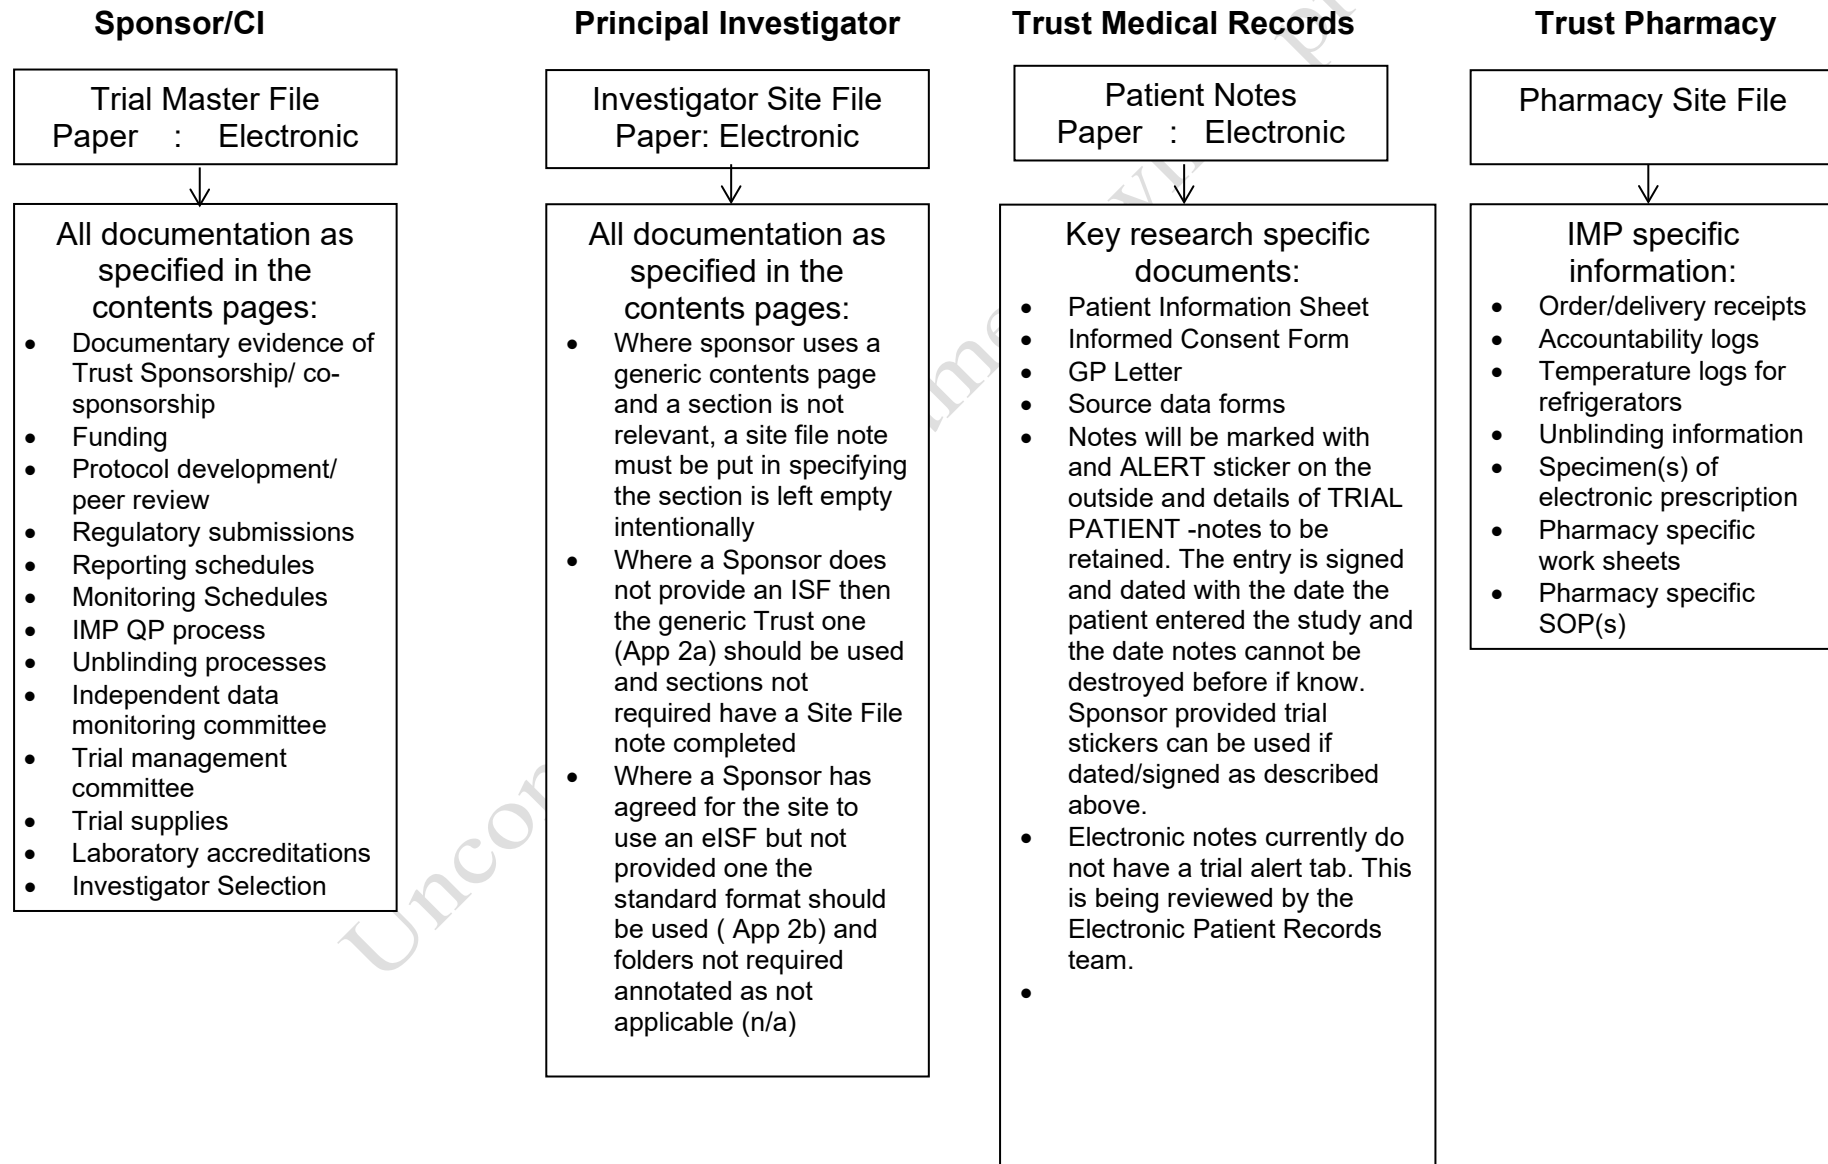 Sponsor/CI
Trial Master File
Paper : Electronic
All documentation as
specified in the
contents pages:
• Documentary evidence of
Trust Sponsorship/ co-
sponsorship
• Funding
• Protocol development/
peer review
• Regulatory submissions
• Reporting schedules
• Monitoring Schedules
• IMP QP process
• Unblinding processes
• Independent data
monitoring committee
• Trial management
committee
• Trial supplies
• Laboratory accreditations
• Investigator Selection
Principal Investigator
Investigator Site File
Paper: Electronic
All documentation as
specified in the
contents pages:
• Where sponsor uses a
generic contents page
and a section is not
relevant, a site file note
must be put in specifying
the section is left empty
intentionally
• Where a Sponsor does
not provide an ISF then
the generic Trust one
(App 2a) should be used
and sections not
required have a Site File
note completed
• Where a Sponsor has
agreed for the site to
use an eISF but not
provided one the
standard format should
be used ( App 2b) and
folders not required
annotated as not
applicable (n/a)
Trust Medical Records
Patient Notes
Paper : Electronic
Key research specific
documents:
• Patient Information Sheet
• Informed Consent Form
• GP Letter
• Source data forms
• Notes will be marked with
and ALERT sticker on the
outside and details of TRIAL
PATIENT -notes to be
retained. The entry is signed
and dated with the date the
patient entered the study and
the date notes cannot be
destroyed before if know.
Sponsor provided trial
stickers can be used if
dated/signed as described
above.
• Electronic notes currently do
not have a trial alert tab. This
is being reviewed by the
Electronic Patient Records
team.
•
Trust Pharmacy
Pharmacy Site File
IMP specific
information:
• Order/delivery receipts
• Accountability logs
• Temperature logs for
refrigerators
• Unblinding information
• Specimen(s) of
electronic prescription
• Pharmacy specific
work sheets
• Pharmacy specific
SOP(s)